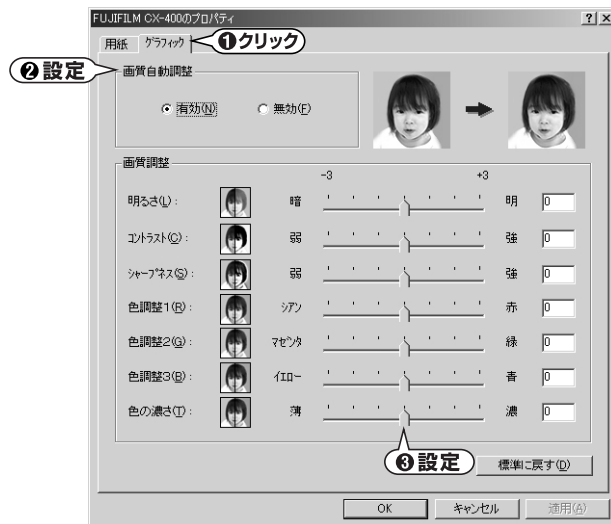 FUJIFILM CX-400のプロパティ
用紙 グラフィック ❶クリック
❷設定
画質自動調整
有効(N) 無効(F)
画質調整
-3 +3
明るさ(L) : 暗 明 0
コントラスト(C) : 弱 強 0
シャープネス(S) : 弱 強 0
色調整1(R) : シアン 赤 0
色調整2(G) : マゼンタ 緑 0
色調整3(B) : イエロー 青 0
色の濃さ(T) : 薄 濃 0
❸設定
標準に戻す(D)
OK キャンセル 適用(A)